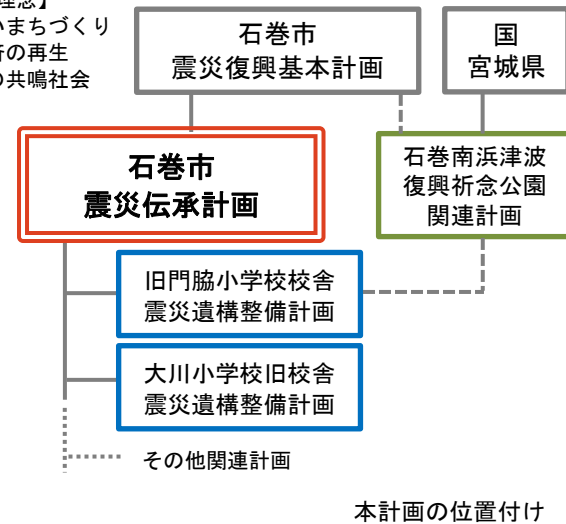 いまちづくり
の再生
の共鳴社会
石巻市
震災復興基本計画
国
宮城県
石巻市
震災伝承計画
石巻南浜津波
復興祈念公園
関連計画
旧門脇小学校校舎
震災遺構整備計画
大川小学校旧校舎
震災遺構整備計画
その他関連計画
本計画の位置付け